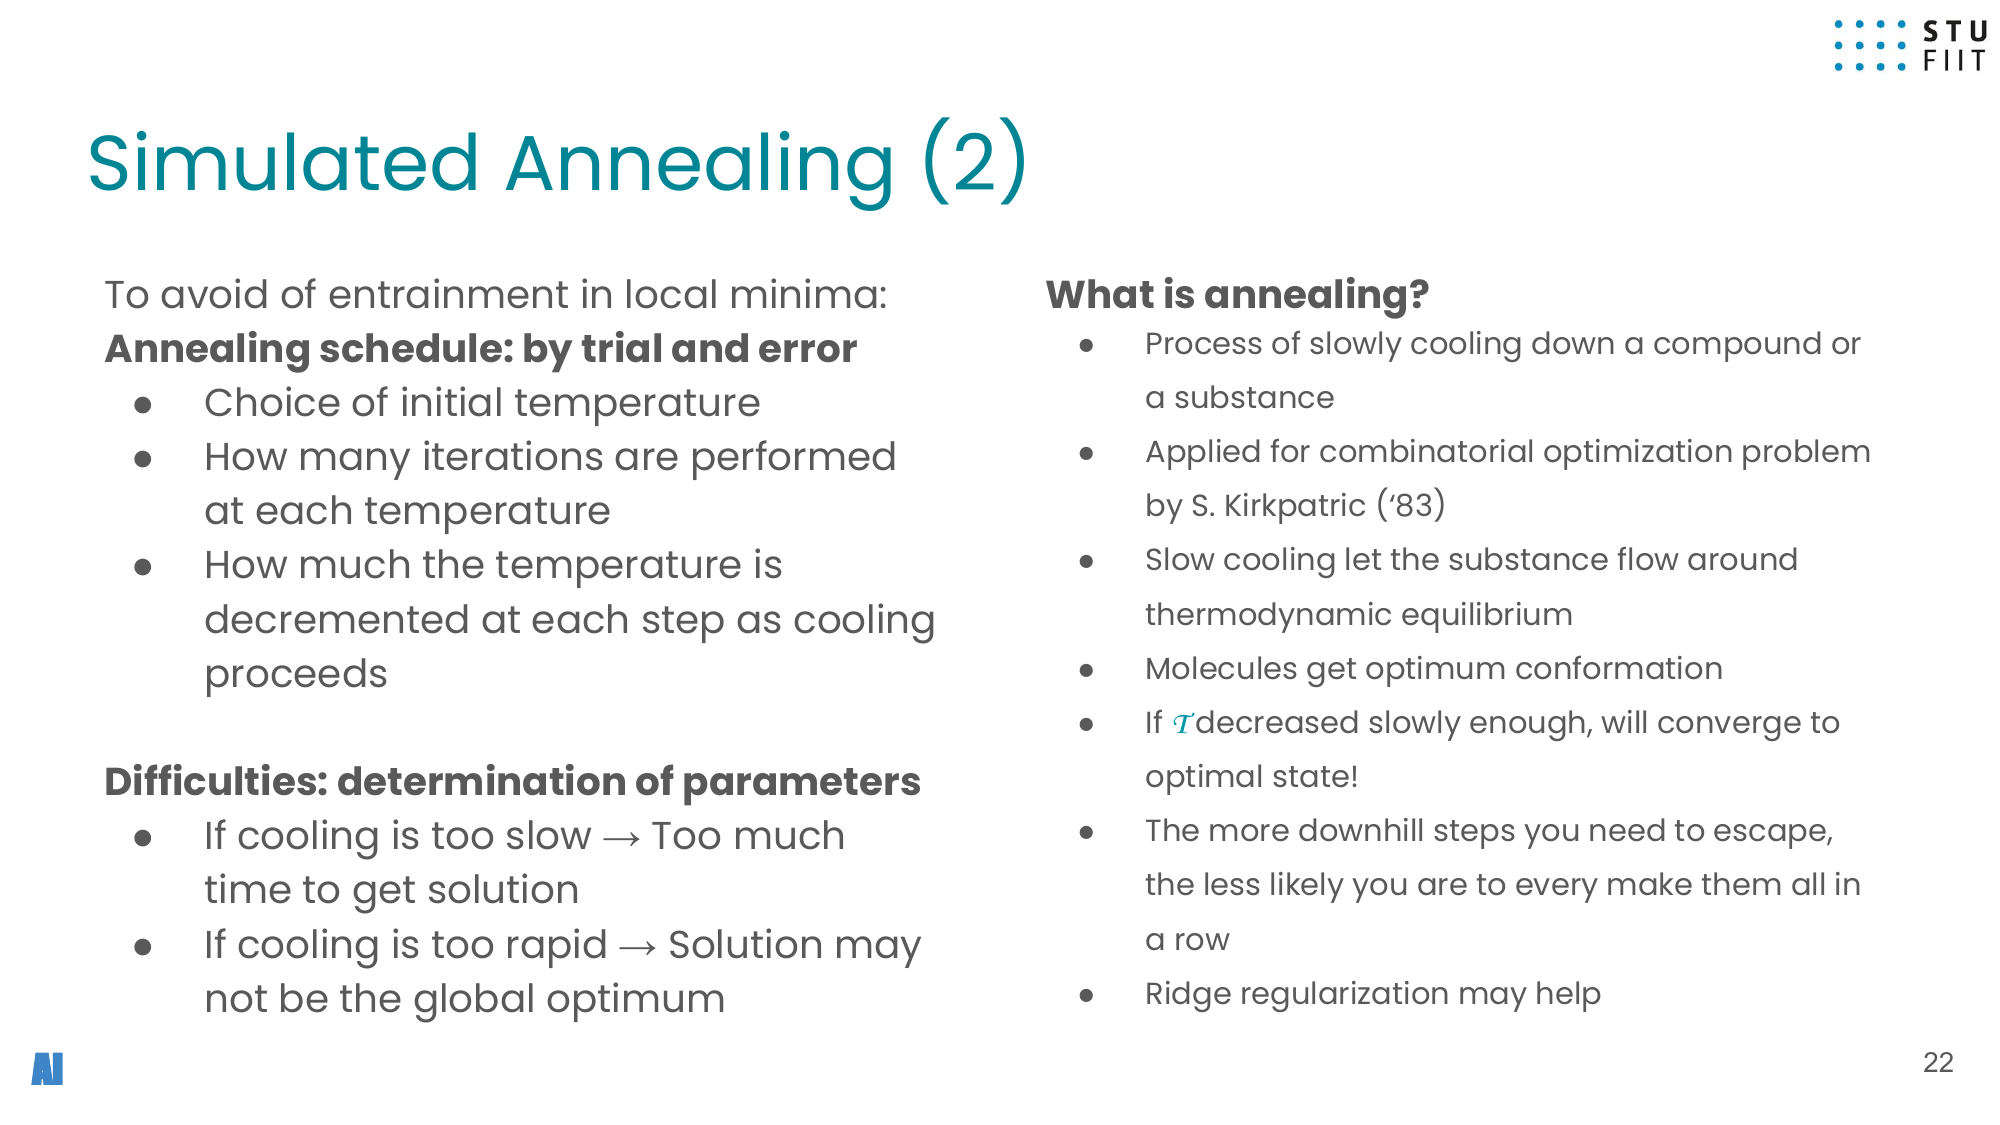 STU
FIIT
Simulated Annealing (2)
To avoid of entrainment in local minima:
Annealing schedule: by trial and error
● Choice of initial temperature
● How many iterations are performed
at each temperature
● How much the temperature is
decremented at each step as cooling
proceeds
Difficulties: determination of parameters
● If cooling is too slow → Too much
time to get solution
● If cooling is too rapid → Solution may
not be the global optimum
What is annealing?
● Process of slowly cooling down a compound or
a substance
● Applied for combinatorial optimization problem
by S. Kirkpatric (‘83)
● Slow cooling let the substance flow around
thermodynamic equilibrium
● Molecules get optimum conformation
● If 𝒯 decreased slowly enough, will converge to
optimal state!
● The more downhill steps you need to escape,
the less likely you are to every make them all in
a row
● Ridge regularization may help
AI
22